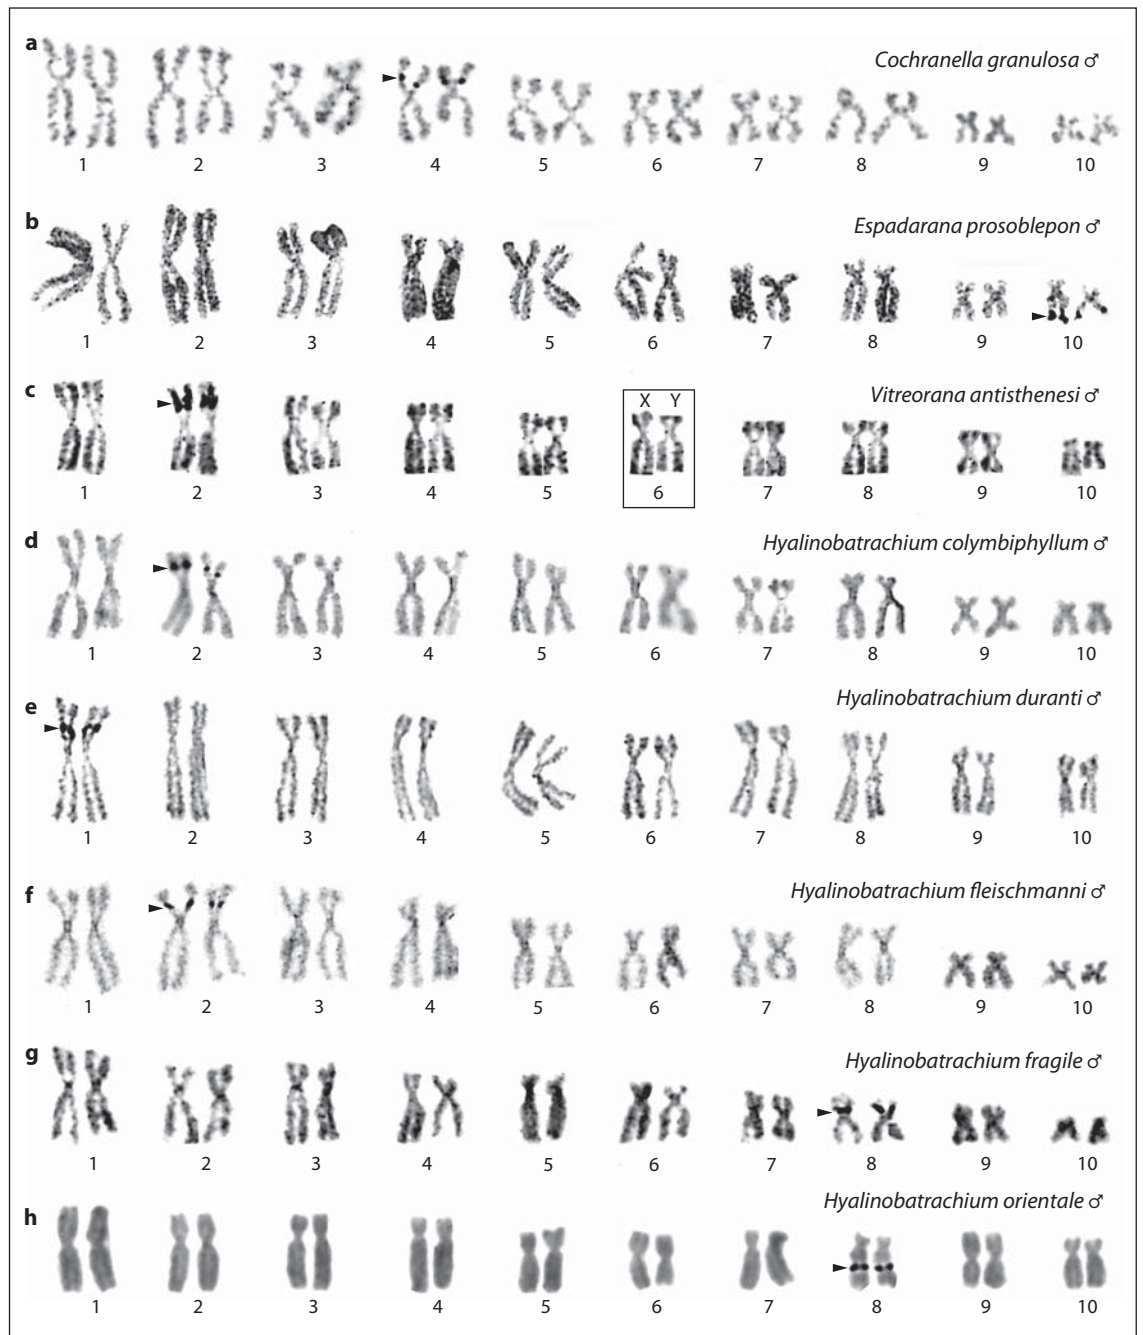 a
Cochranella granulosa ♂
1 2 3 4 5 6 7 8 9 10
b
Espadarana prosoblepon ♂
1 2 3 4 5 6 7 8 9 10
c
Vitreorana antisthenesi ♂
X Y
1 2 3 4 5 6 7 8 9 10
d
Hyalinobatrachium colymbiphyllum ♂
1 2 3 4 5 6 7 8 9 10
e
Hyalinobatrachium duranti ♂
1 2 3 4 5 6 7 8 9 10
f
Hyalinobatrachium fleischmanni ♂
1 2 3 4 5 6 7 8 9 10
g
Hyalinobatrachium fragile ♂
1 2 3 4 5 6 7 8 9 10
h
Hyalinobatrachium orientale ♂
1 2 3 4 5 6 7 8 9 10